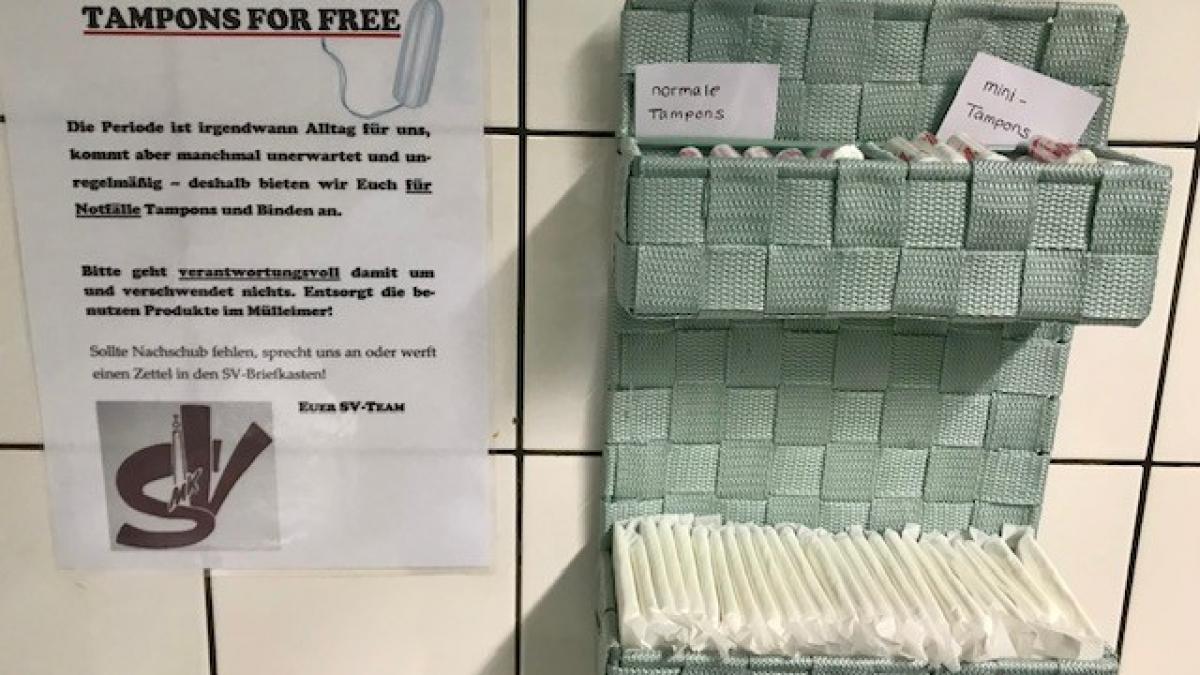 TAMPONS FOR FREE
Die Periode ist irgendwann Alltag für uns,
kommt aber manchmal unerwartet und un-
regelmäßig – deshalb bieten wir Euch für
Notfälle Tampons und Binden an.
Bitte geht verantwortungsvoll damit um
und verschwendet nichts. Entsorgt die be-
nutzen Produkte im Mülleimer!
Sollte Nachschub fehlen, sprecht uns an oder werft
einen Zettel in den SV-Briefkasten!
EUER SV-TEAM
SV
normale
Tampons
mini-
Tampons